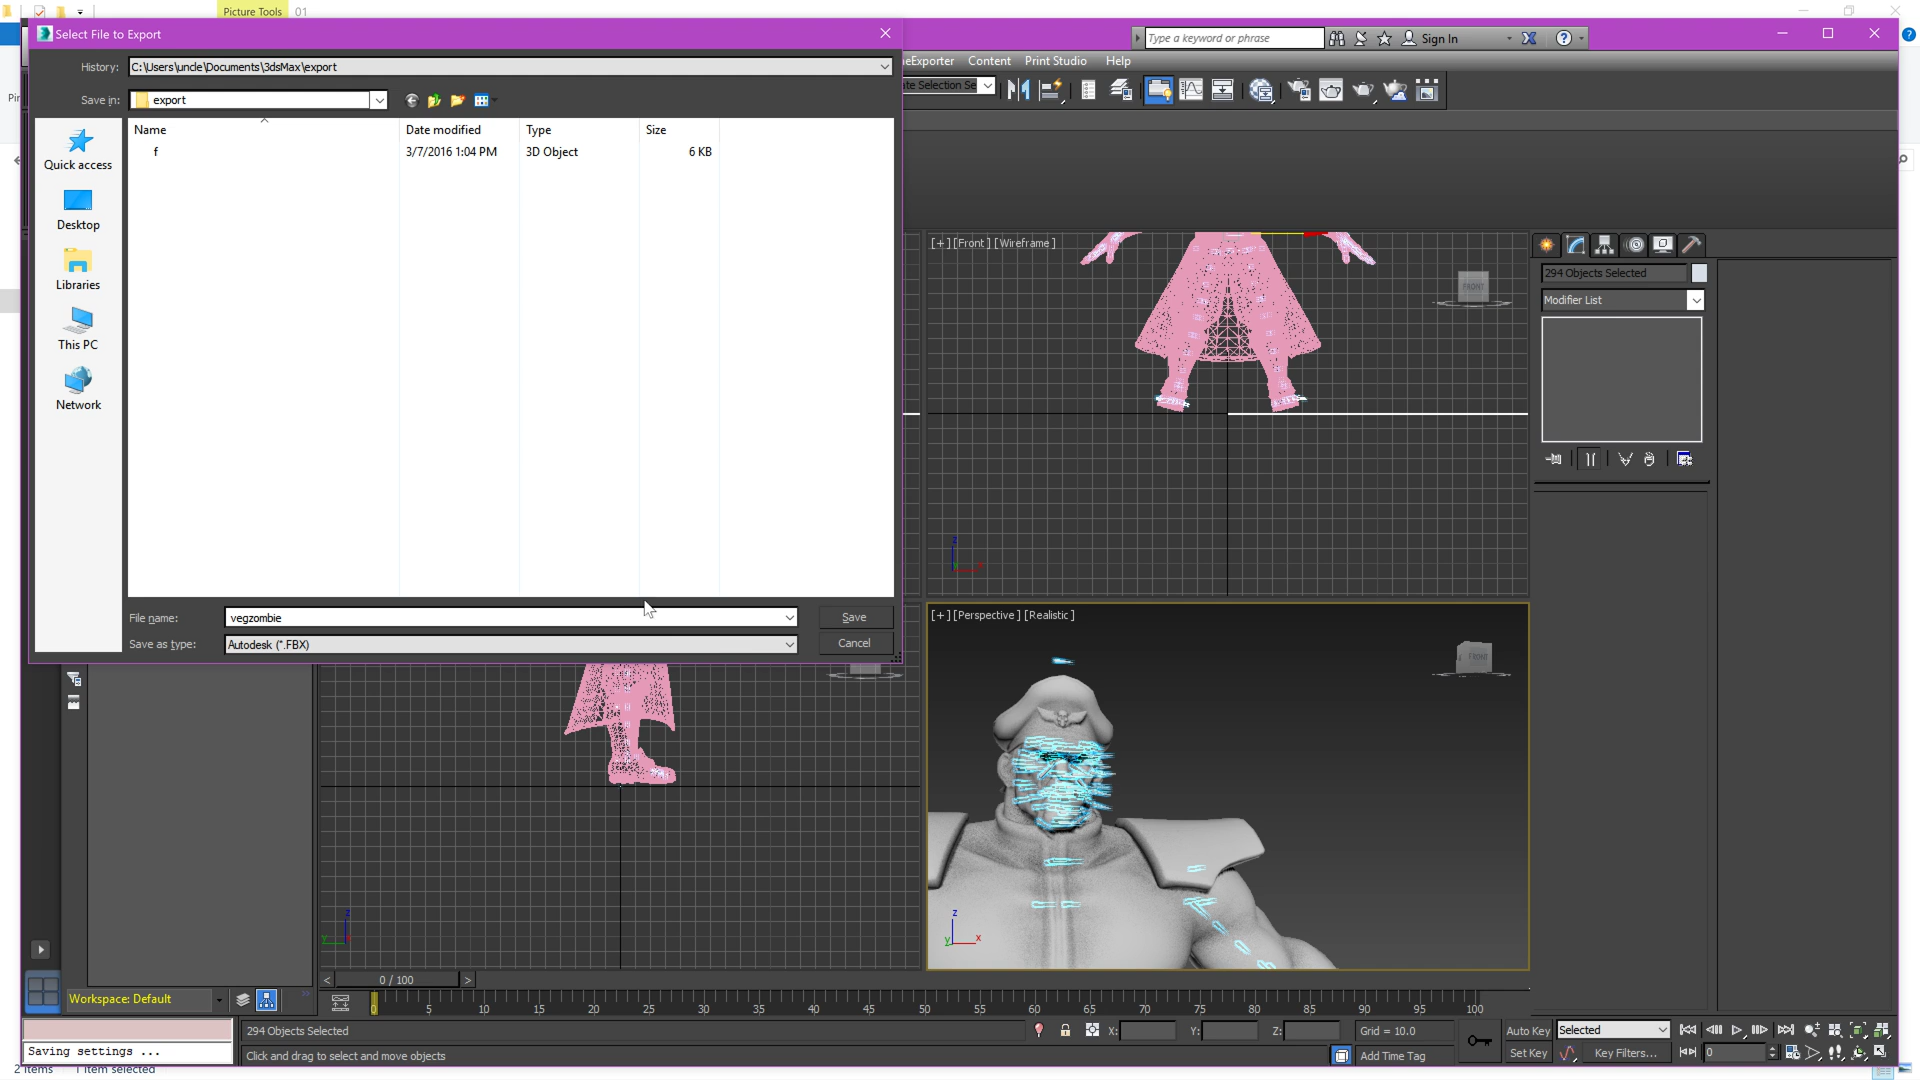 Picture Tools 01
Select File to Export
Type a keyword or phrase
Sign In
History: C:\Users\uncle\Documents\3dsMax\export
Content Print Studio Help
Save in: export
Name Date modified Type Size
f 3/7/2016 1:04 PM 3D Object 6 KB
Quick access
Desktop
Libraries
This PC
Network
[+] [Front] [Wireframe]
FRONT
294 Objects Selected
Modifier List
File name: vegzombie Save
Save as type: Autodesk (*.FBX) Cancel
[+] [Perspective] [Realistic]
FRONT
z
x
z
y
z
y x
< 0 / 100 >
Workspace: Default
0 5 10 15 20 25 30 35 40 45 50 55 60 65 70 75 80 85 90 95 100
294 Objects Selected X: Y: Z: Grid = 10.0 Auto Key Selected
Saving settings ... Click and drag to select and move objects Add Time Tag Set Key Key Filters... 0
2 items 1 item selected